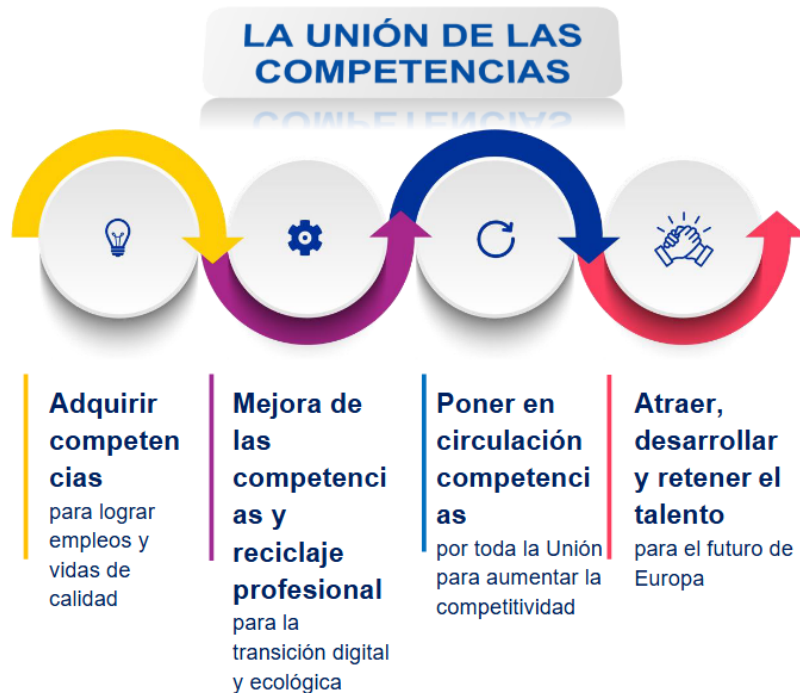 LA UNIÓN DE LAS
COMPETENCIAS
Adquirir
competen
cias
para lograr
empleos y
vidas de
calidad
Mejora de
las
competenci
as y
reciclaje
profesional
para la
transición digital
y ecológica
Poner en
circulación
competenci
as
por toda la Unión
para aumentar la
competitividad
Atraer,
desarrollar
y retener el
talento
para el futuro de
Europa